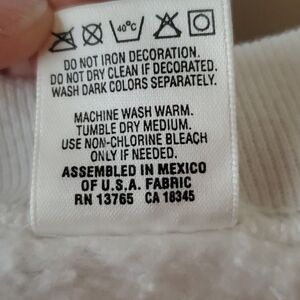 40°C
DO NOT IRON DECORATION.
DO NOT DRY CLEAN IF DECORATED.
WASH DARK COLORS SEPARATELY.
MACHINE WASH WARM.
TUMBLE DRY MEDIUM.
USE NON-CHLORINE BLEACH
ONLY IF NEEDED.
ASSEMBLED IN MEXICO
OF U.S.A. FABRIC
RN 13765 CA 16345